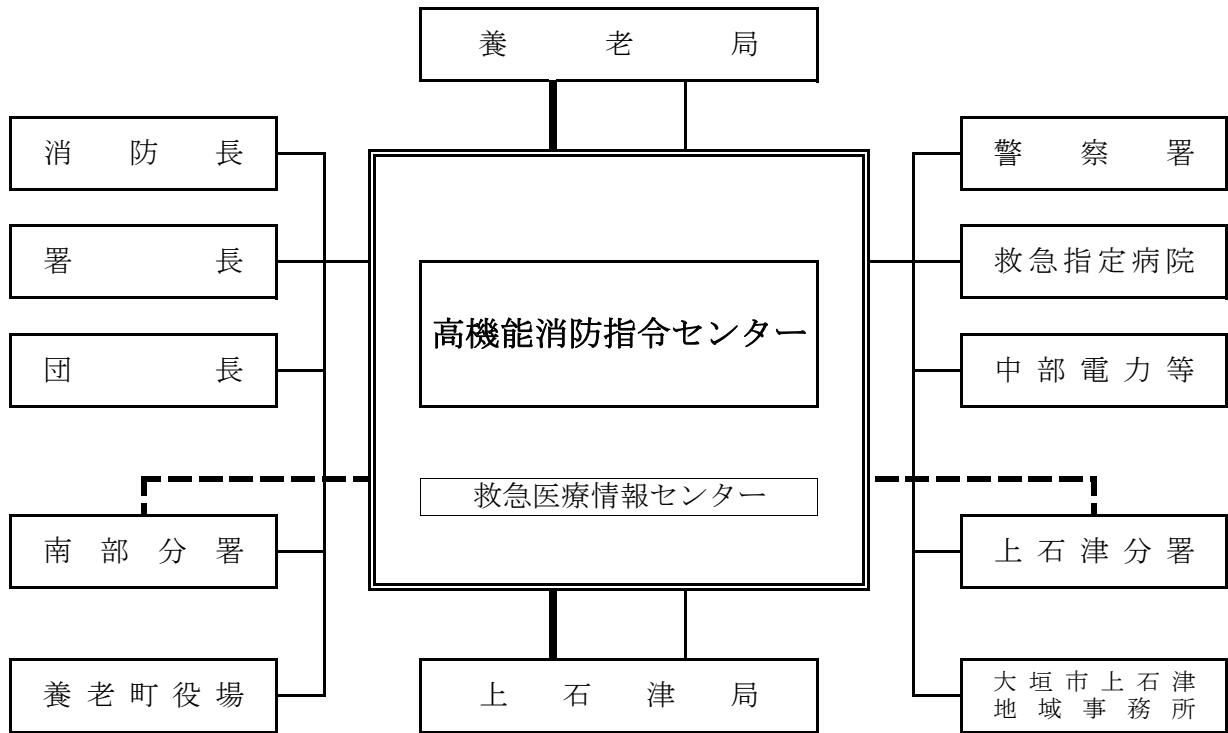 養老局
消防長
警察署
署長
救急指定病院
高機能消防指令センター
団長
中部電力等
救急医療情報センター
南部分署
上石津分署
養老町役場
上石津局
大垣市上石津
地域事務所